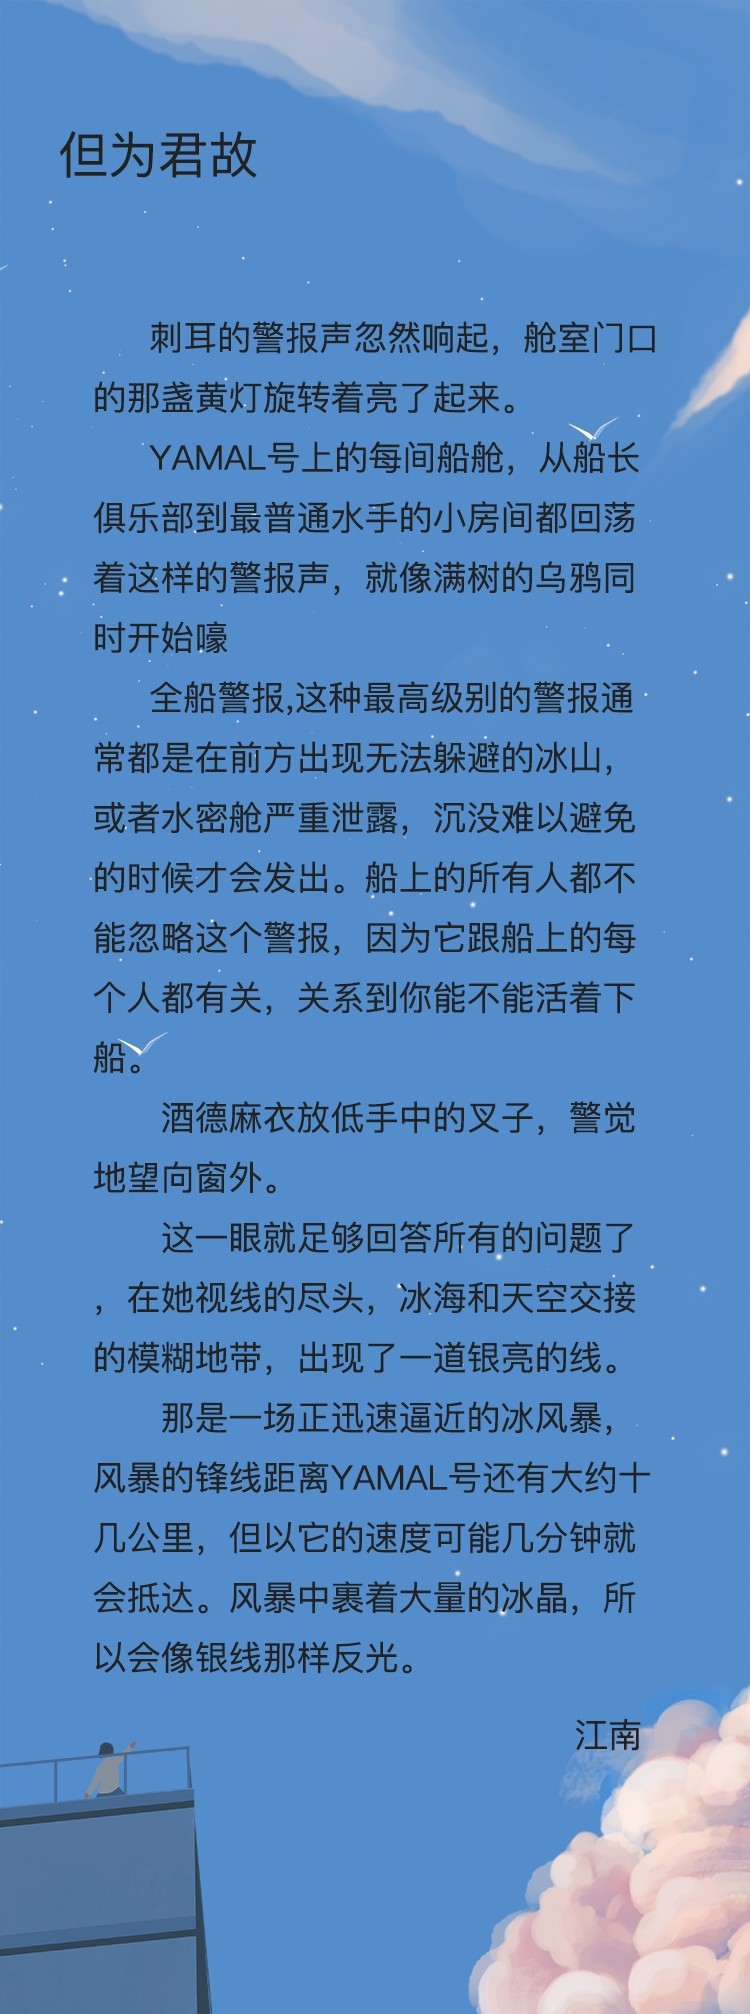 但为君故
刺耳的警报声忽然响起，舱室门口
的那盏黄灯旋转着亮了起来。
YAMAL号上的每间船舱，从船长
俱乐部到最普通水手的小房间都回荡
着这样的警报声，就像满树的乌鸦同
时开始嚎
全船警报,这种最高级别的警报通
常都是在前方出现无法躲避的冰山，
或者水密舱严重泄露，沉没难以避免
的时候才会发出。船上的所有人都不
能忽略这个警报，因为它跟船上的每
个人都有关，关系到你能不能活着下
船。
酒德麻衣放低手中的叉子，警觉
地望向窗外。
这一眼就足够回答所有的问题了
，在她视线的尽头，冰海和天空交接
的模糊地带，出现了一道银亮的线。
那是一场正迅速逼近的冰风暴，
风暴的锋线距离YAMAL号还有大约十
几公里，但以它的速度可能几分钟就
会抵达。风暴中裹着大量的冰晶，所
以会像银线那样反光。
江南